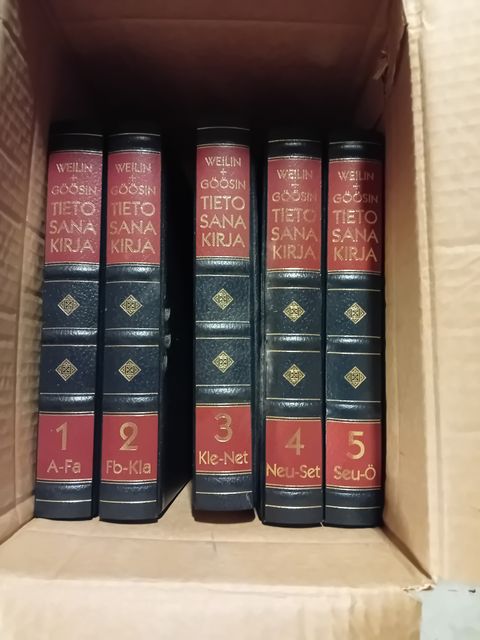 WEILIN
+
GÖÖSIN
TIETO
SANA
KIRJA
1
A-Fa
WEILIN
+
GÖÖSIN
TIETO
SANA
KIRJA
2
Fb-Kla
WEILIN
+
GÖÖSIN
TIETO
SANA
KIRJA
3
Kle-Net
WEILIN
+
GÖÖSIN
TIETO
SANA
KIRJA
4
Neu-Set
WEILIN
+
GÖÖSIN
TIETO
SANA
KIRJA
5
Seu-Ö